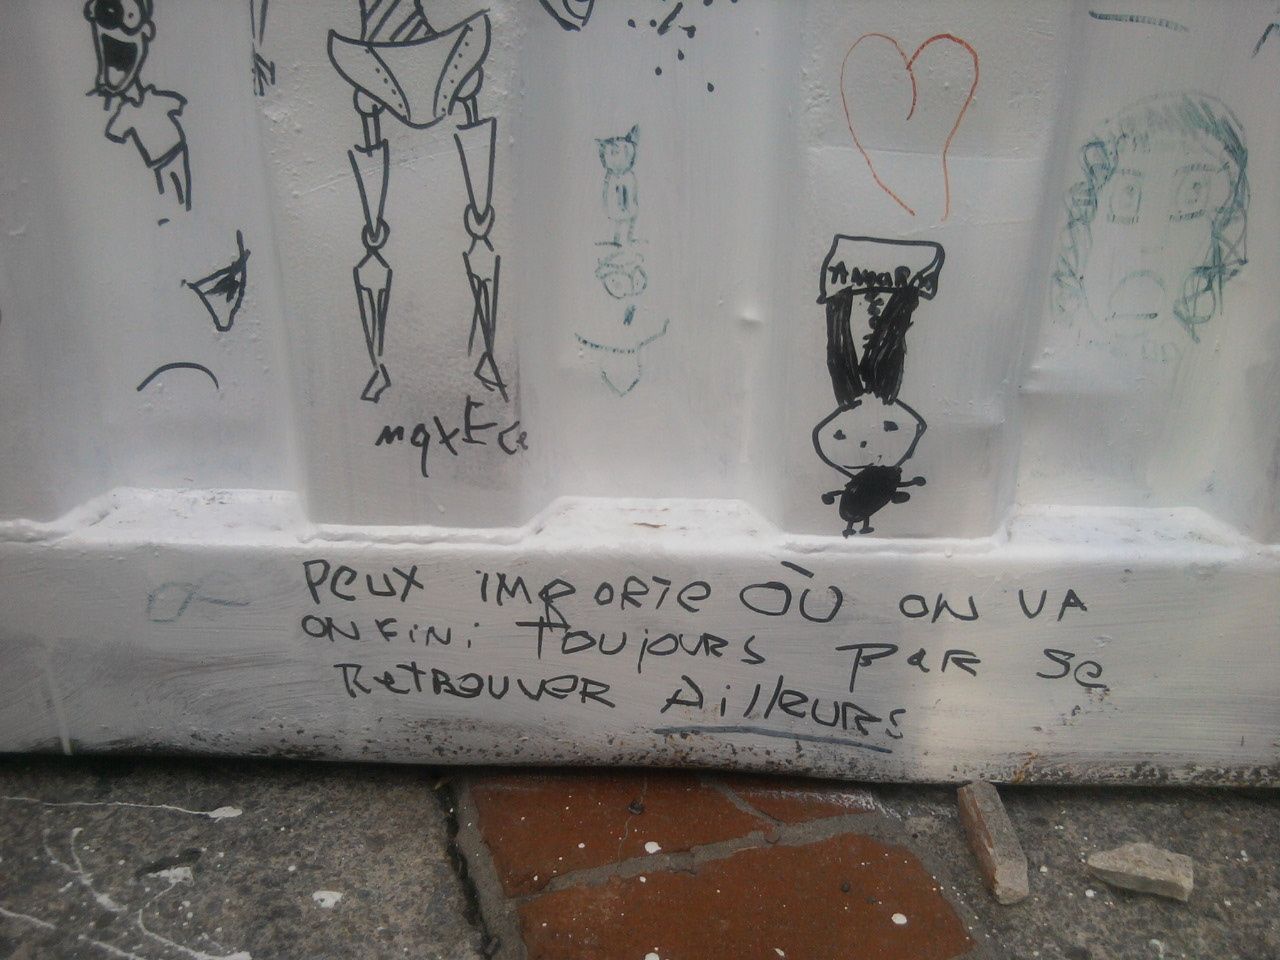 maxEce
PEUX IMPORTE OÙ ON VA
ON FINI TOUJOURS PAR SE
RETROUVER AillEURS